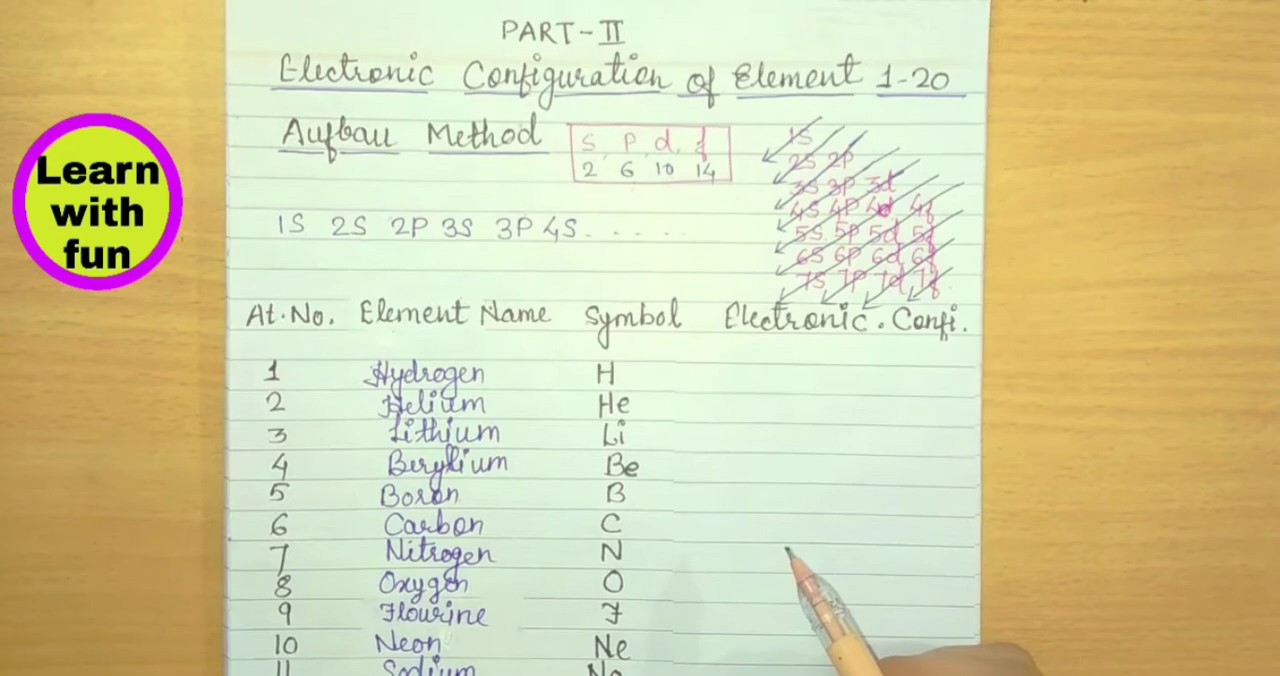 PART-II
Electronic Configuration of Element 1-20
Aufbau Method
S, P, d, f
2 6 10 14
1S
2S 2P
3S 3P 3d
4S 4P 4d 4f
5S 5P 5d 5f
6S 6P 6d 6f
7S 7P 7d 7f
Learn
with
fun
1S 2S 2P 3S 3P 4S.....
At.No. Element Name Symbol Electronic. Confi.
1 Hydrogen H
2 Helium He
3 Lithium Li
4 Berylium Be
5 Boron B
6 Carbon C
7 Nitrogen N
8 Oxygen O
9 Flourine F
10 Neon Ne
11 Sodium Na